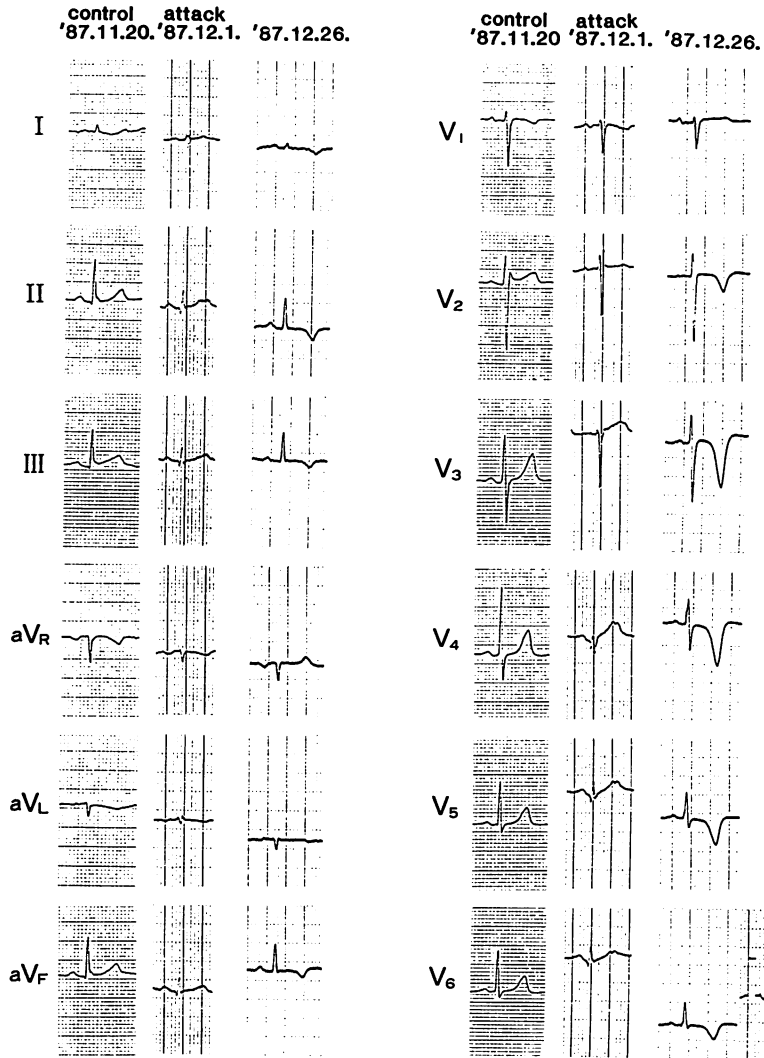 control attack
'87.11.20. '87.12.1. '87.12.26.
I
II
III
aVR
aVL
aVF
control attack
'87.11.20 '87.12.1. '87.12.26.
V1
V2
V3
V4
V5
V6